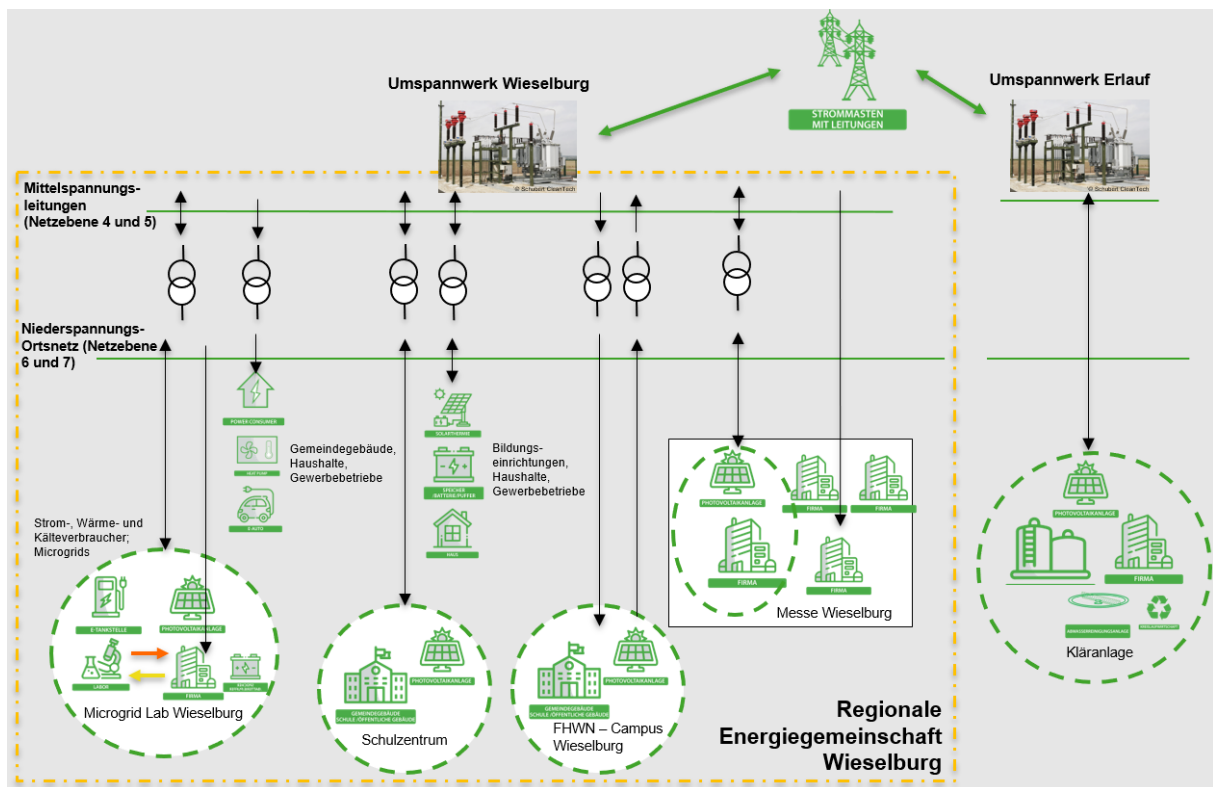 Umspannwerk Wieselburg
Umspannwerk Erlauf
STROMMASTEN
MIT LEITUNGEN
© Schubert CleanTech
© Schubert CleanTech
Mittelspannungs-
leitungen
(Netzebene 4 und 5)
Niederspannungs-
Ortsnetz (Netzebene
6 und 7)
POWER CONSUMER
HEAT PUMP
E-AUTO
Gemeindegebäude,
Haushalte,
Gewerbebetriebe
SOLARTHERMIE
SPEICHER
BATTERIE/PUFFER
HAUS
Bildungs-
einrichtungen,
Haushalte,
Gewerbebetriebe
PHOTOVOLTAIKANLAGE
FIRMA
FIRMA
FIRMA
FIRMA
Messe Wieselburg
PHOTOVOLTAIKANLAGE
FIRMA
Kläranlage
Strom-, Wärme- und
Kälteverbraucher;
Microgrids
E-TANKSTELLE
PHOTOVOLTAIKANLAGE
LABOR
FIRMA
Microgrid Lab Wieselburg
PHOTOVOLTAIKANLAGE
GEMEINDEGEBÄUDE
SCHULE /ÖFFENTLICHE GEBÄUDE
Schulzentrum
PHOTOVOLTAIKANLAGE
GEMEINDEGEBÄUDE
SCHULE /ÖFFENTLICHE GEBÄUDE
FHWN – Campus
Wieselburg
Regionale
Energiegemeinschaft
Wieselburg